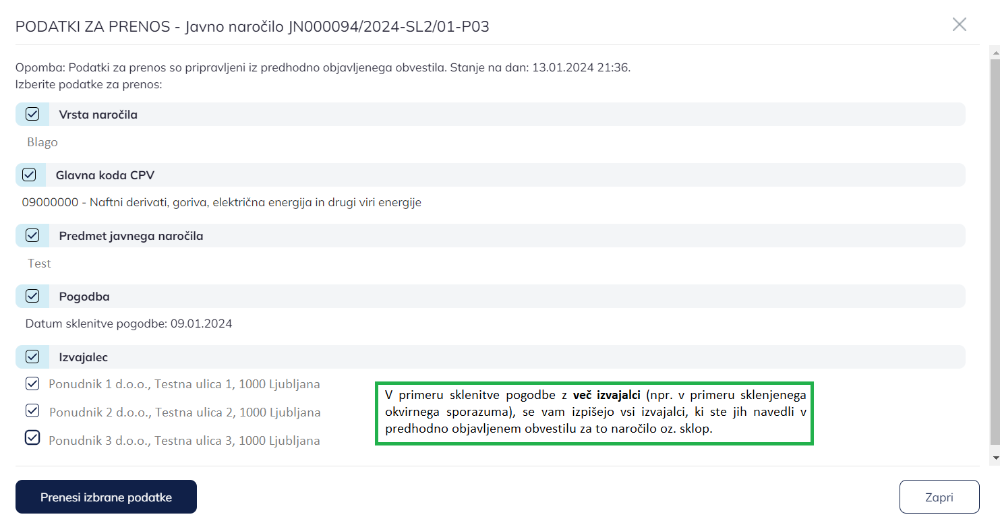 PODATKI ZA PRENOS - Javno naročilo JN000094/2024-SL2/01-P03
Opomba: Podatki za prenos so pripravljeni iz predhodno objavljenega obvestila. Stanje na dan: 13.01.2024 21:36.
Izberite podatke za prenos:
Vrsta naročila
Blago
Glavna koda CPV
09000000 - Naftni derivati, goriva, električna energija in drugi viri energije
Predmet javnega naročila
Test
Pogodba
Datum sklenitve pogodbe: 09.01.2024
Izvajalec
Ponudnik 1 d.o.o., Testna ulica 1, 1000 Ljubljana
Ponudnik 2 d.o.o., Testna ulica 2, 1000 Ljubljana
Ponudnik 3 d.o.o., Testna ulica 3, 1000 Ljubljana
V primeru sklenitve pogodbe z več izvajalci (npr. v primeru sklenjenega
okvirnega sporazuma), se vam izpišejo vsi izvajalci, ki ste jih navedli v
predhodno objavljenem obvestilu za to naročilo oz. sklop.
Prenesi izbrane podatke
Zapri